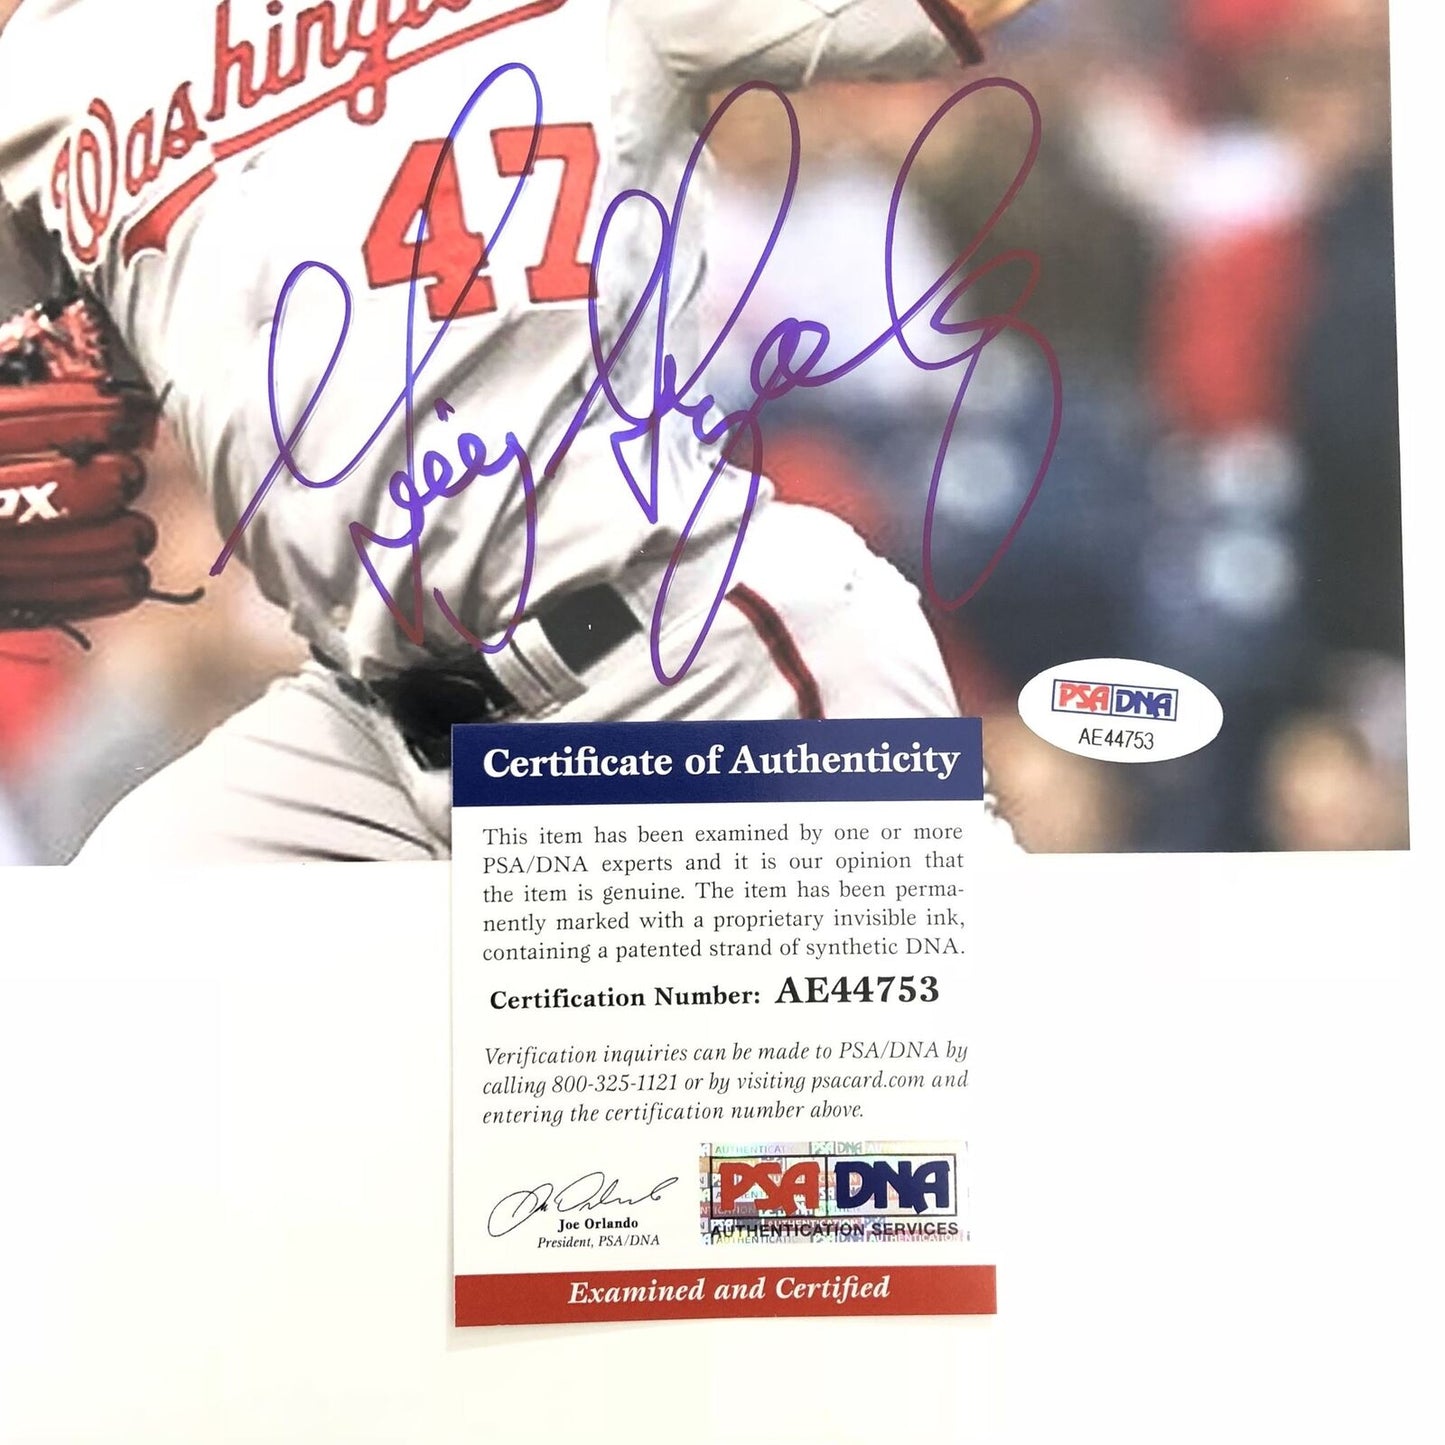 Washingto
47
ox
PSA DNA
AE44753
Certificate of Authenticity
This item has been examined by one or more
PSA/DNA experts and it is our opinion that
the item is genuine. The item has been perma-
nently marked with a proprietary invisible ink,
containing a patented strand of synthetic DNA.
Certification Number: AE44753
Verification inquiries can be made to PSA/DNA by
calling 800-325-1121 or by visiting psacard.com and
entering the certification number above.
Joe Orlando
President, PSA/DNA
PSA DNA
AUTHENTICATION SERVICES
Examined and Certified